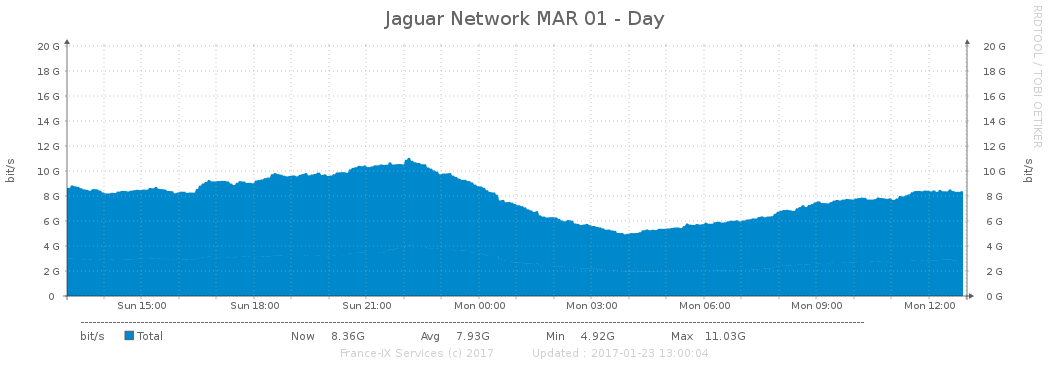 Jaguar Network MAR 01 - Day
RRDTOOL / TOBI OETIKER
20 G 20 G
18 G 18 G
16 G 16 G
14 G 14 G
12 G 12 G
10 G 10 G
8 G 8 G
6 G 6 G
4 G 4 G
2 G 2 G
0 0 G
bit/s
bit/s
Sun 15:00 Sun 18:00 Sun 21:00 Mon 00:00 Mon 03:00 Mon 06:00 Mon 09:00 Mon 12:00
bit/s Total Now 8.36G Avg 7.93G Min 4.92G Max 11.03G
France-IX Services (c) 2017 Updated : 2017-01-23 13:00:04